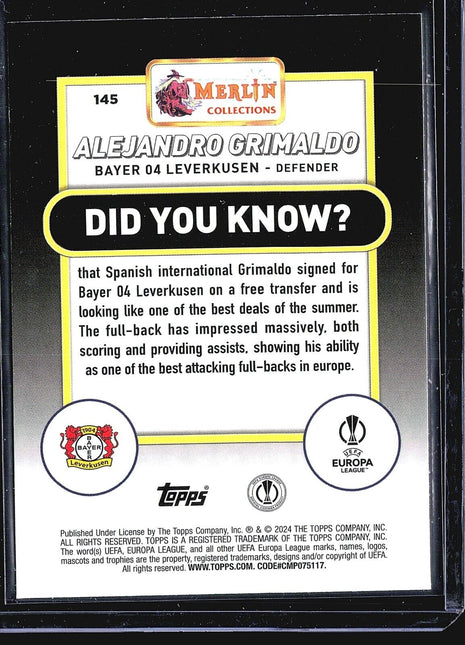 145
MERLIN
COLLECTIONS
ALEJANDRO GRIMALDO
BAYER 04 LEVERKUSEN - DEFENDER
DID YOU KNOW?
that Spanish international Grimaldo signed for
Bayer 04 Leverkusen on a free transfer and is
looking like one of the best deals of the summer.
The full-back has impressed massively, both
scoring and providing assists, showing his ability
as one of the best attacking full-backs in europe.
1904
BAYER
BAYER
Leverkusen
UEFA
EUROPA
LEAGUE™
Topps®
Published Under License by The Topps Company, Inc. ® & © 2024 THE TOPPS COMPANY, INC.
ALL RIGHTS RESERVED. TOPPS IS A REGISTERED TRADEMARK OF THE TOPPS COMPANY, INC.
The word(s) UEFA, EUROPA LEAGUE, and all other UEFA Europa League marks, names, logos,
mascots and trophies are the property, registered trademarks, designs and/or copyright of UEFA.
All rights reserved. WWW.TOPPS.COM. CODE#CMP075117.